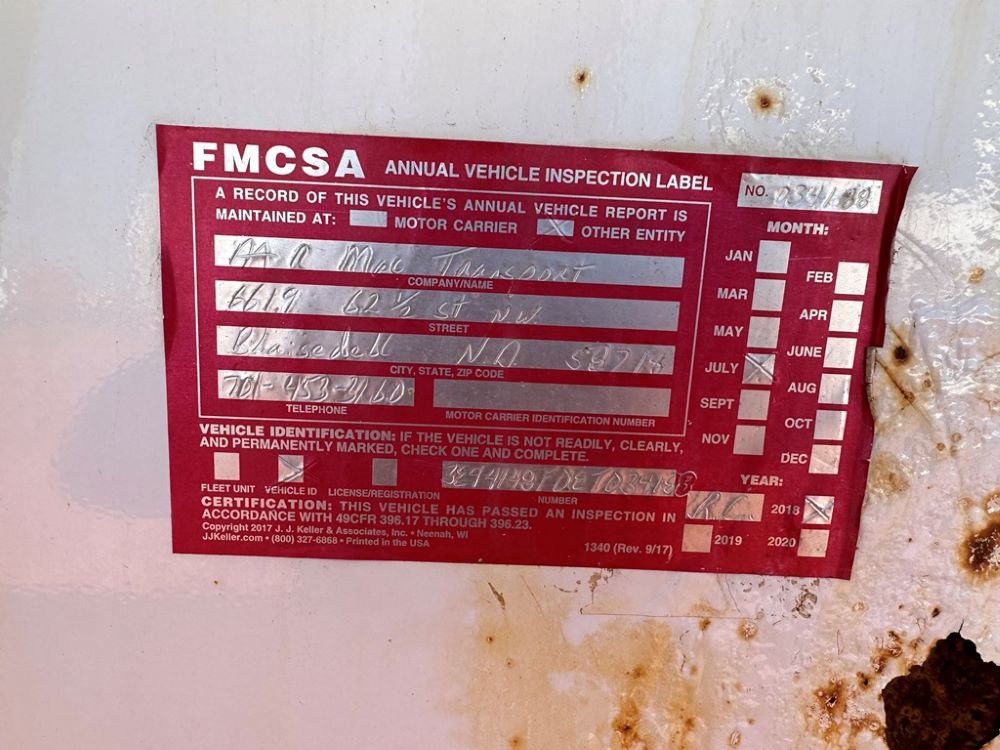 FMCSA ANNUAL VEHICLE INSPECTION LABEL
NO. 034188
A RECORD OF THIS VEHICLE'S ANNUAL VEHICLE REPORT IS
MAINTAINED AT: MOTOR CARRIER X OTHER ENTITY
Mac Transport
COMPANY/NAME
6619 62 1/2 St NW
STREET
Blaisedell N.D 58718
CITY, STATE, ZIP CODE
701-453-3160
TELEPHONE
MOTOR CARRIER IDENTIFICATION NUMBER
VEHICLE IDENTIFICATION: IF THE VEHICLE IS NOT READILY, CLEARLY,
AND PERMANENTLY MARKED, CHECK ONE AND COMPLETE.
X
FLEET UNIT VEHICLE ID LICENSE/REGISTRATION NUMBER
CERTIFICATION: THIS VEHICLE HAS PASSED AN INSPECTION IN
ACCORDANCE WITH 49CFR 396.17 THROUGH 396.23.
Copyright 2017 J. J. Keller & Associates, Inc. • Neenah, WI
JJKeller.com • (800) 327-6868 • Printed in the USA
1340 (Rev. 9/17)
MONTH:
JAN FEB
MAR APR
MAY JUNE
JULY X AUG
SEPT OCT
NOV DEC
YEAR:
R.C. 2018 X
2019 2020